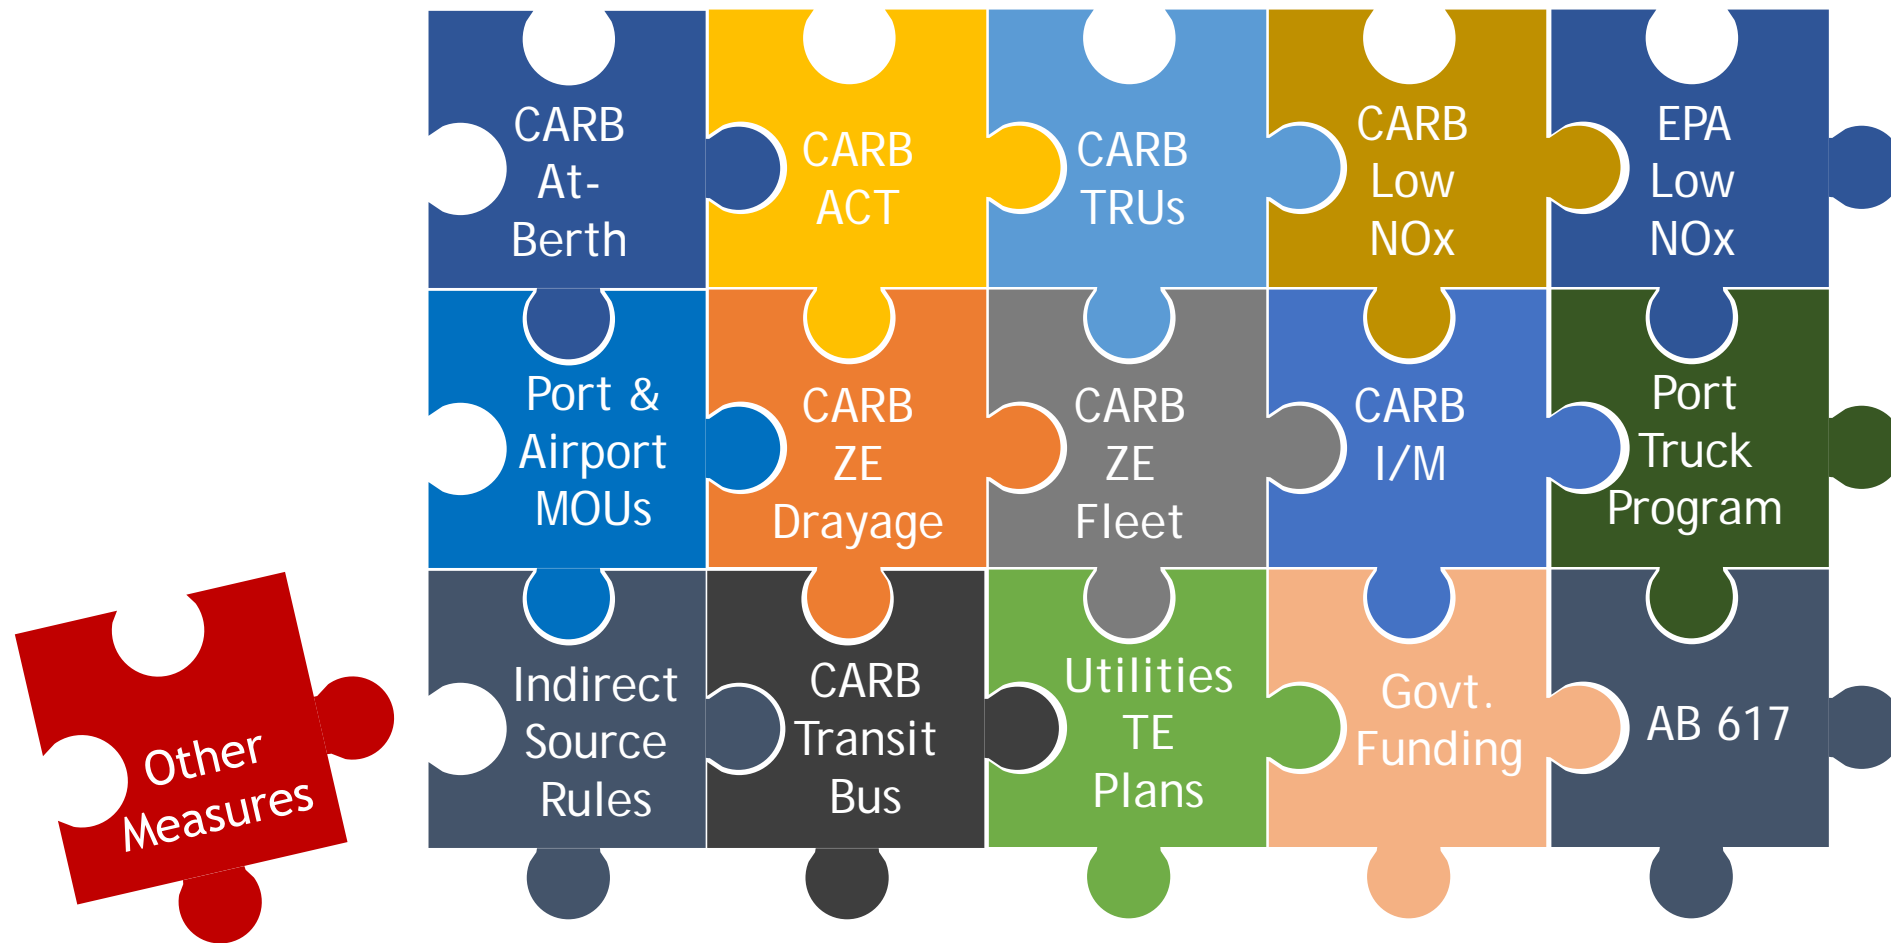 CARB
At-
Berth
CARB
ACT
CARB
TRUs
CARB
Low
NOx
EPA
Low
NOx
Port &
Airport
MOUs
CARB
ZE
Drayage
CARB
ZE
Fleet
CARB
I/M
Port
Truck
Program
Indirect
Source
Rules
CARB
Transit
Bus
Utilities
TE
Plans
Govt.
Funding
AB 617
Other
Measures